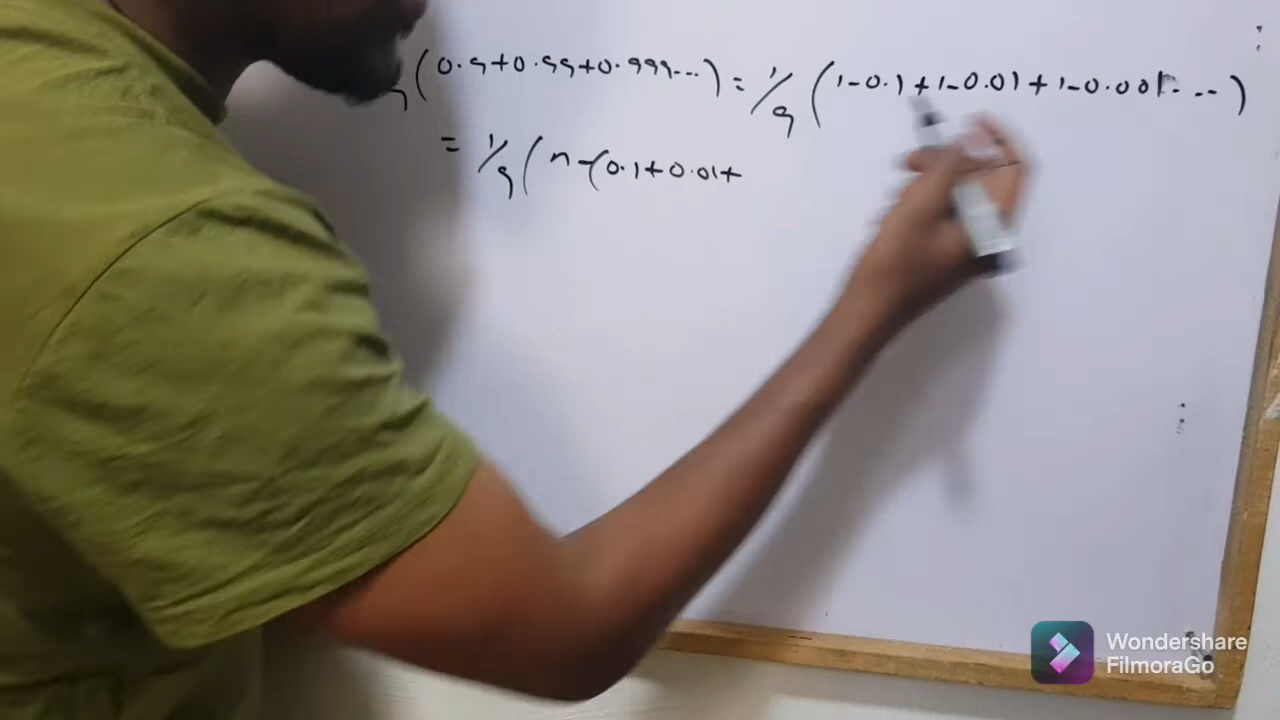 9(0.9+0.99+0.999...) = 1/9(1-0.1+1-0.01+1-0.001...)
= 1/9(n-(0.1+0.01+
Wondershare
FilmoraGo